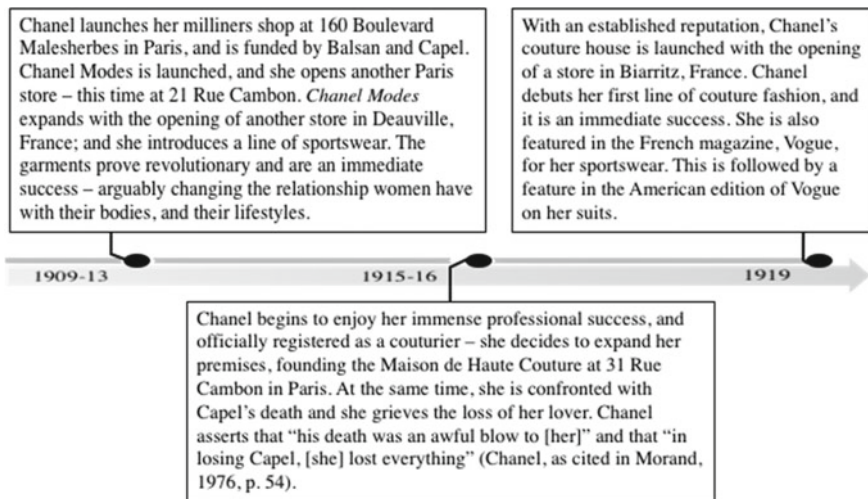 Chanel launches her milliners shop at 160 Boulevard
Malesherbes in Paris, and is funded by Balsan and Capel.
Chanel Modes is launched, and she opens another Paris
store – this time at 21 Rue Cambon. Chanel Modes
expands with the opening of another store in Deauville,
France; and she introduces a line of sportswear. The
garments prove revolutionary and are an immediate
success – arguably changing the relationship women have
with their bodies, and their lifestyles.
With an established reputation, Chanel's
couture house is launched with the opening
of a store in Biarritz, France. Chanel
debuts her first line of couture fashion, and
it is an immediate success. She is also
featured in the French magazine, Vogue,
for her sportswear. This is followed by a
feature in the American edition of Vogue
on her suits.
1909-13
1915-16
1919
Chanel begins to enjoy her immense professional success, and
officially registered as a couturier – she decides to expand her
premises, founding the Maison de Haute Couture at 31 Rue
Cambon in Paris. At the same time, she is confronted with
Capel's death and she grieves the loss of her lover. Chanel
asserts that “his death was an awful blow to [her]” and that “in
losing Capel, [she] lost everything” (Chanel, as cited in Morand,
1976, p. 54).